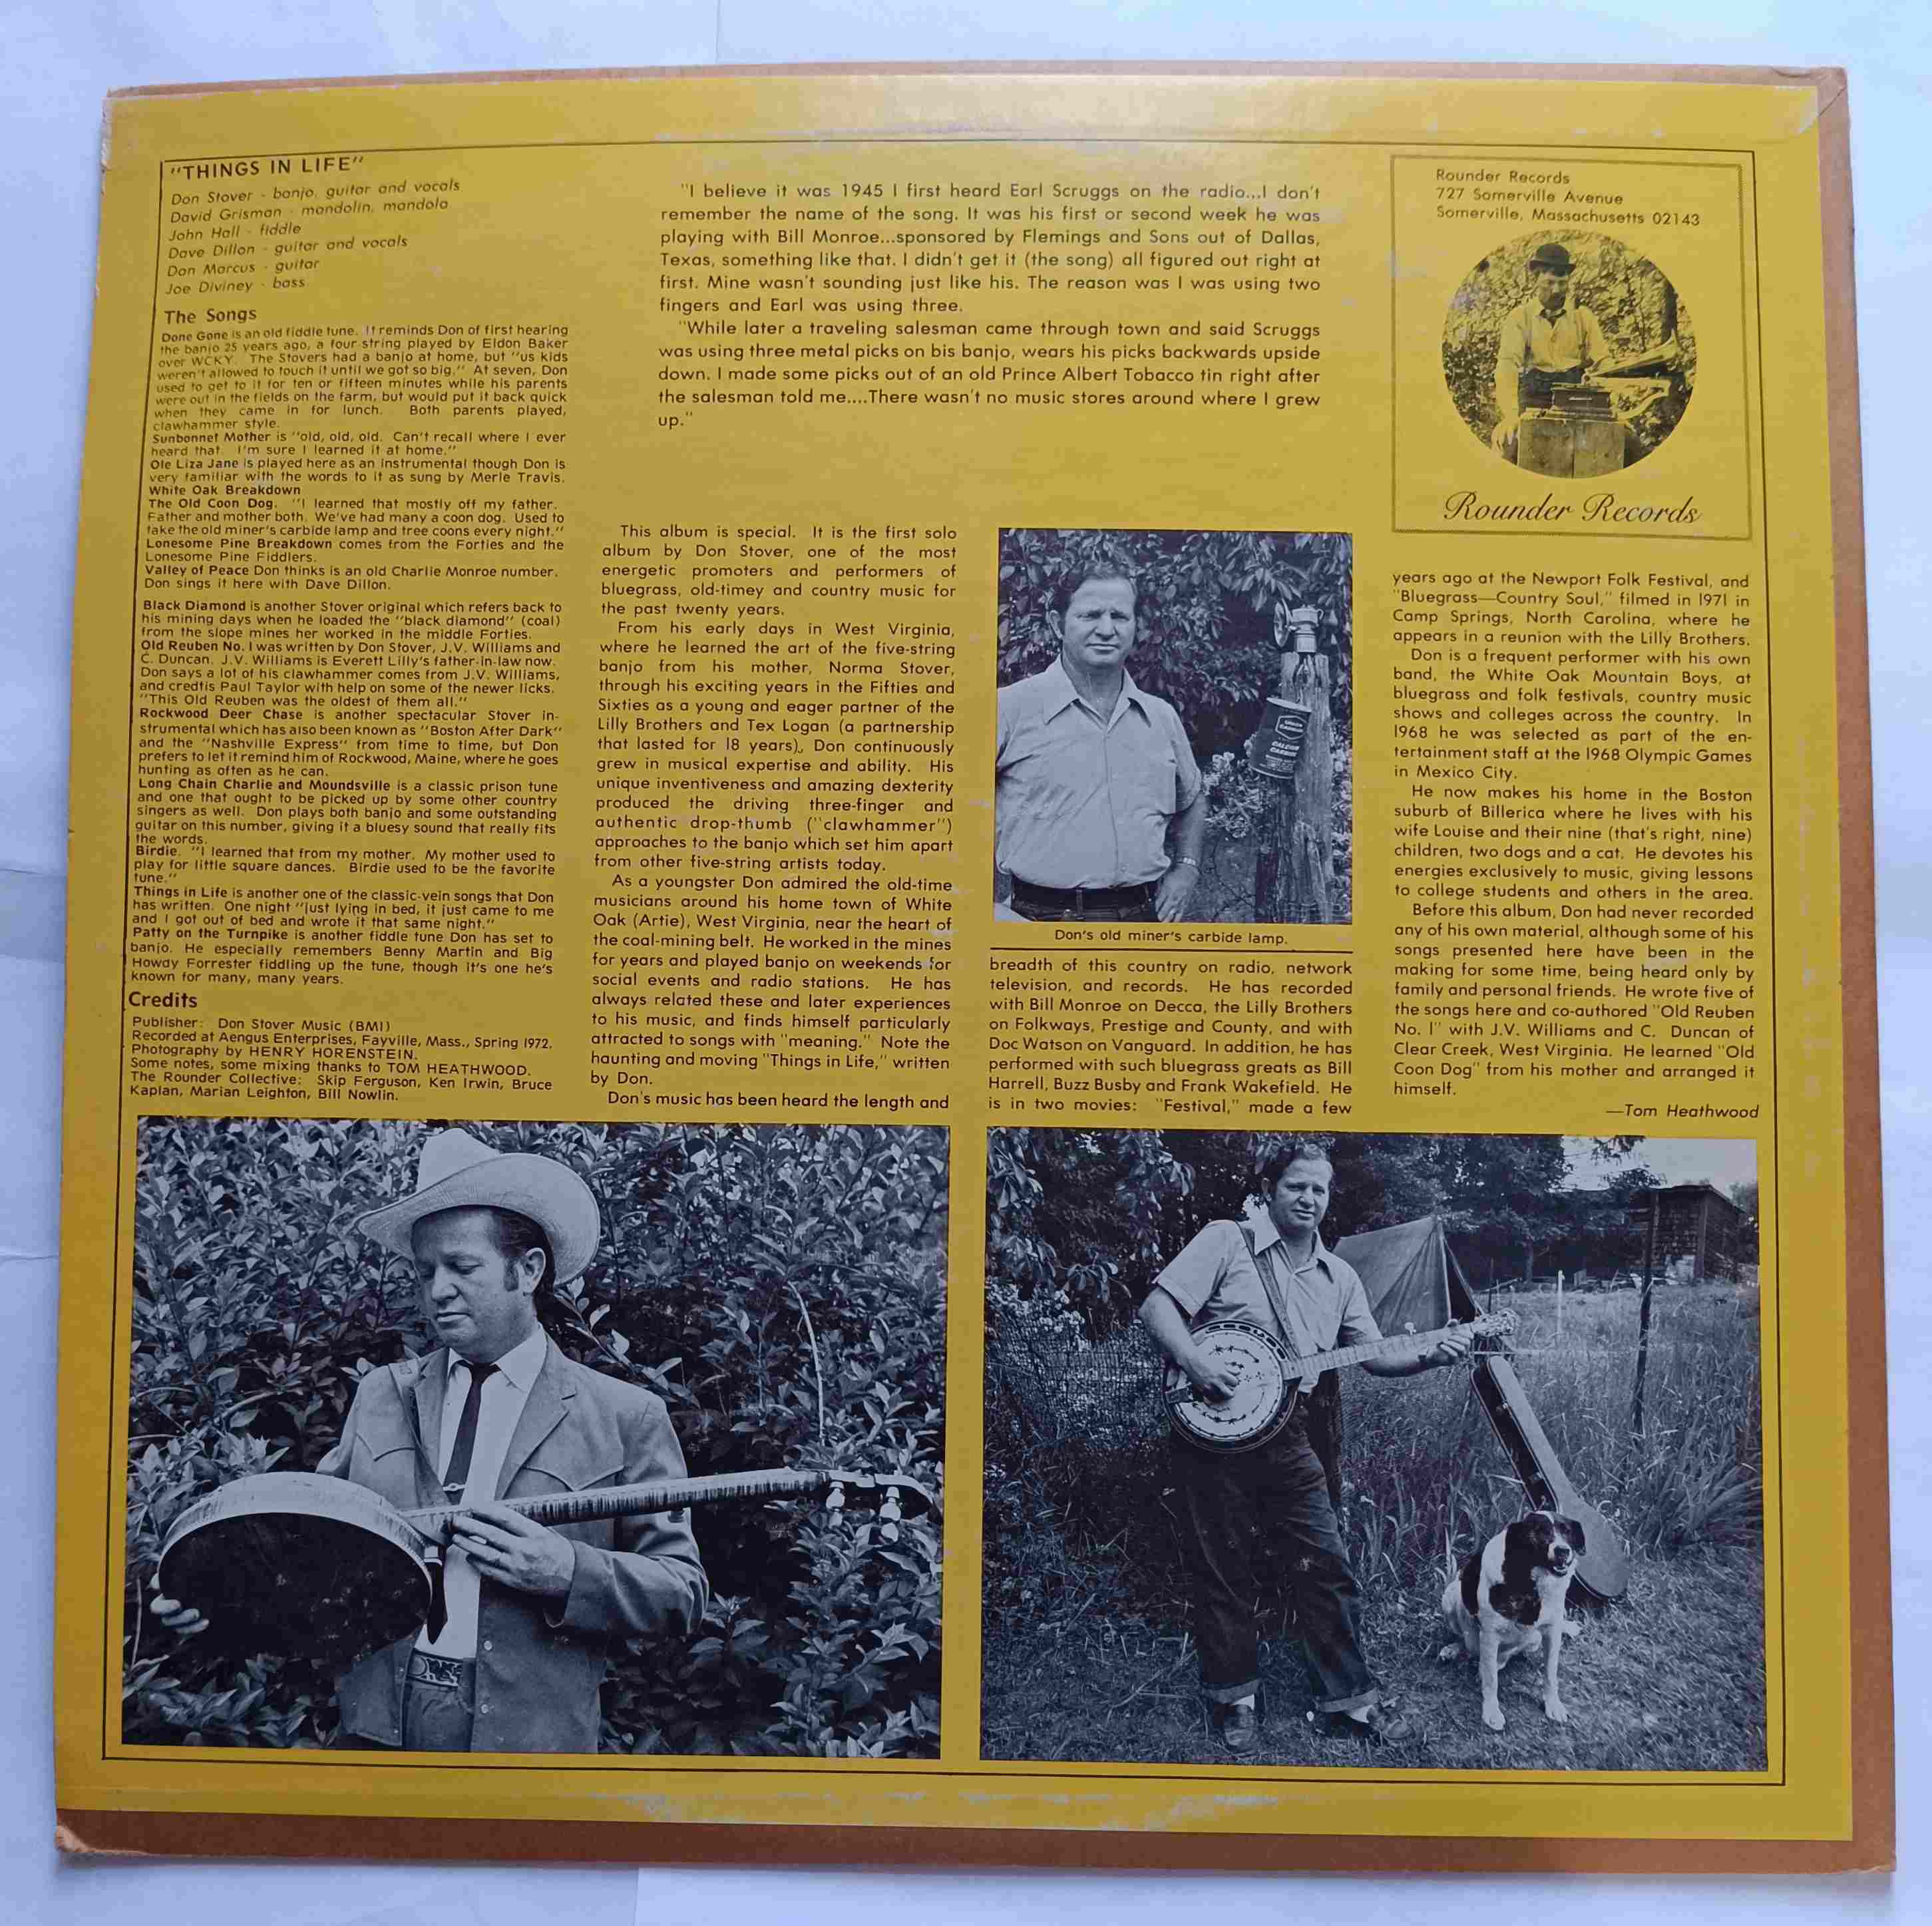 "THINGS IN LIFE"
Don Stover - banjo, guitar and vocals
David Grisman - mandolin, mandola
John Hall - fiddle
Dave Dillon - guitar and vocals
Don Marcus - guitar
Joe Diviney - bass
The Songs
Done Gone is an old fiddle tune. It reminds Don of first hearing
the banjo 25 years ago, a four string played by Eldon Baker
over WCKY. The Stovers had a banjo at home, but "us kids
weren't allowed to touch it until we got so big." At seven, Don
used to get to it for ten or fifteen minutes while his parents
were out in the fields on the farm, but would put it back quick
when they came in for lunch. Both parents played,
clawhammer style.
Sunbonnet Mother is "old, old, old. Can't recall where I ever
heard that. I'm sure I learned it at home."
Ole Liza Jane is played here as an instrumental though Don is
very familiar with the words to it as sung by Merle Travis.
White Oak Breakdown
The Old Coon Dog. "I learned that mostly off my father.
Father and mother both. We've had many a coon dog. Used to
take the old miner's carbide lamp and tree coons every night."
Lonesome Pine Breakdown comes from the Forties and the
Lonesome Pine Fiddlers.
Valley of Peace Don thinks is an old Charlie Monroe number.
Don sings it here with Dave Dillon.
Black Diamond is another Stover original which refers back to
his mining days when he loaded the "black diamond" (coal)
from the slope mines her worked in the middle Forties.
Old Reuben No. I was written by Don Stover, J.V. Williams and
C. Duncan. J.V. Williams is Everett Lilly's father-in-law now.
Don says a lot of his clawhammer comes from J.V. Williams,
and credtis Paul Taylor with help on some of the newer licks.
"This Old Reuben was the oldest of them all."
Rockwood Deer Chase is another spectacular Stover in-
strumental which has also been known as "Boston After Dark"
and the "Nashville Express" from time to time, but Don
prefers to let it remind him of Rockwood, Maine, where he goes
hunting as often as he can.
Long Chain Charlie and Moundsville is a classic prison tune
and one that ought to be picked up by some other country
singers as well. Don plays both banjo and some outstanding
guitar on this number, giving it a bluesy sound that really fits
the words.
Birdie. "I learned that from my mother. My mother used to
play for little square dances. Birdie used to be the favorite
tune."
Things in Life is another one of the classic-vein songs that Don
has written. One night "just lying in bed, it just came to me
and I got out of bed and wrote it that same night."
Patty on the Turnpike is another fiddle tune Don has set to
banjo. He especially remembers Benny Martin and Big
Howdy Forrester fiddling up the tune, though it's one he's
known for many, many years.
Credits
Publisher: Don Stover Music (BMI)
Recorded at Aengus Enterprises, Fayville, Mass., Spring 1972.
Photography by HENRY HORENSTEIN.
Some notes, some mixing thanks to TOM HEATHWOOD.
The Rounder Collective: Skip Ferguson, Ken Irwin, Bruce
Kaplan, Marian Leighton, Bill Nowlin.
"I believe it was 1945 I first heard Earl Scruggs on the radio...I don't
remember the name of the song. It was his first or second week he was
playing with Bill Monroe...sponsored by Flemings and Sons out of Dallas,
Texas, something like that. I didn't get it (the song) all figured out right at
first. Mine wasn't sounding just like his. The reason was I was using two
fingers and Earl was using three.
"While later a traveling salesman came through town and said Scruggs
was using three metal picks on bis banjo, wears his picks backwards upside
down. I made some picks out of an old Prince Albert Tobacco tin right after
the salesman told me....There wasn't no music stores around where I grew
up."
Rounder Records
727 Somerville Avenue
Somerville, Massachusetts 02143
Rounder Records
This album is special. It is the first solo
album by Don Stover, one of the most
energetic promoters and performers of
bluegrass, old-timey and country music for
the past twenty years.
From his early days in West Virginia,
where he learned the art of the five-string
banjo from his mother, Norma Stover,
through his exciting years in the Fifties and
Sixties as a young and eager partner of the
Lilly Brothers and Tex Logan (a partnership
that lasted for 18 years), Don continuously
grew in musical expertise and ability. His
unique inventiveness and amazing dexterity
produced the driving three-finger and
authentic drop-thumb ("clawhammer")
approaches to the banjo which set him apart
from other five-string artists today.
As a youngster Don admired the old-time
musicians around his home town of White
Oak (Artie), West Virginia, near the heart of
the coal-mining belt. He worked in the mines
for years and played banjo on weekends for
social events and radio stations. He has
always related these and later experiences
to his music, and finds himself particularly
attracted to songs with "meaning." Note the
haunting and moving "Things in Life," written
by Don.
Don's music has been heard the length and
CALCIUM
CARBIDE
Don's old miner's carbide lamp.
breadth of this country on radio, network
television, and records. He has recorded
with Bill Monroe on Decca, the Lilly Brothers
on Folkways, Prestige and County, and with
Doc Watson on Vanguard. In addition, he has
performed with such bluegrass greats as Bill
Harrell, Buzz Busby and Frank Wakefield. He
is in two movies: "Festival," made a few
years ago at the Newport Folk Festival, and
"Bluegrass—Country Soul," filmed in 1971 in
Camp Springs, North Carolina, where he
appears in a reunion with the Lilly Brothers.
Don is a frequent performer with his own
band, the White Oak Mountain Boys, at
bluegrass and folk festivals, country music
shows and colleges across the country. In
1968 he was selected as part of the en-
tertainment staff at the 1968 Olympic Games
in Mexico City.
He now makes his home in the Boston
suburb of Billerica where he lives with his
wife Louise and their nine (that's right, nine)
children, two dogs and a cat. He devotes his
energies exclusively to music, giving lessons
to college students and others in the area.
Before this album, Don had never recorded
any of his own material, although some of his
songs presented here have been in the
making for some time, being heard only by
family and personal friends. He wrote five of
the songs here and co-authored "Old Reuben
No. I" with J.V. Williams and C. Duncan of
Clear Creek, West Virginia. He learned "Old
Coon Dog" from his mother and arranged it
himself.
—Tom Heathwood